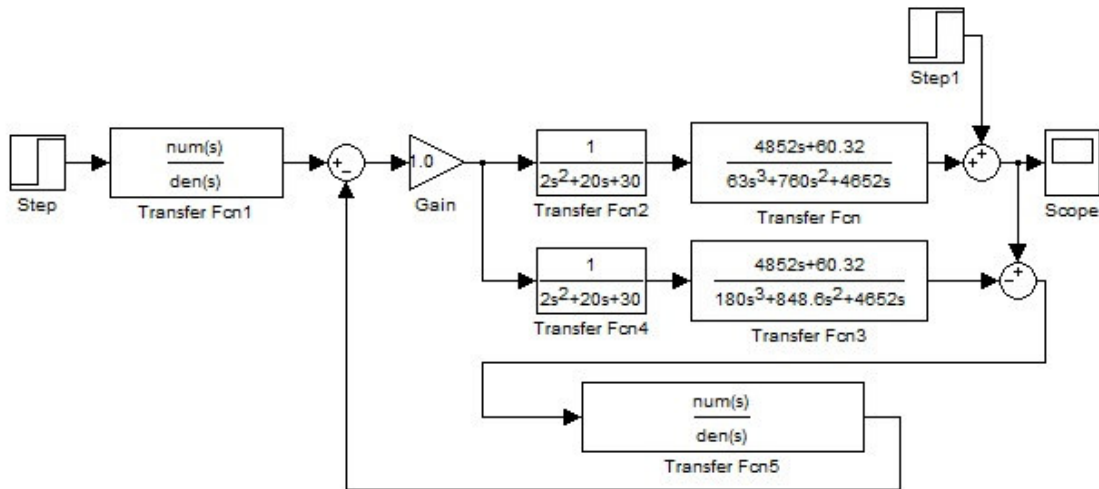 Step1
Step
num(s)
den(s)
Transfer Fcn1
+
−
1.0
Gain
1
2s²+20s+30
Transfer Fcn2
4852s+60.32
63s³+760s²+4652s
Transfer Fcn
+
+
Scope
1
2s²+20s+30
Transfer Fcn4
4852s+60.32
180s³+848.6s²+4652s
Transfer Fcn3
+
−
num(s)
den(s)
Transfer Fcn5